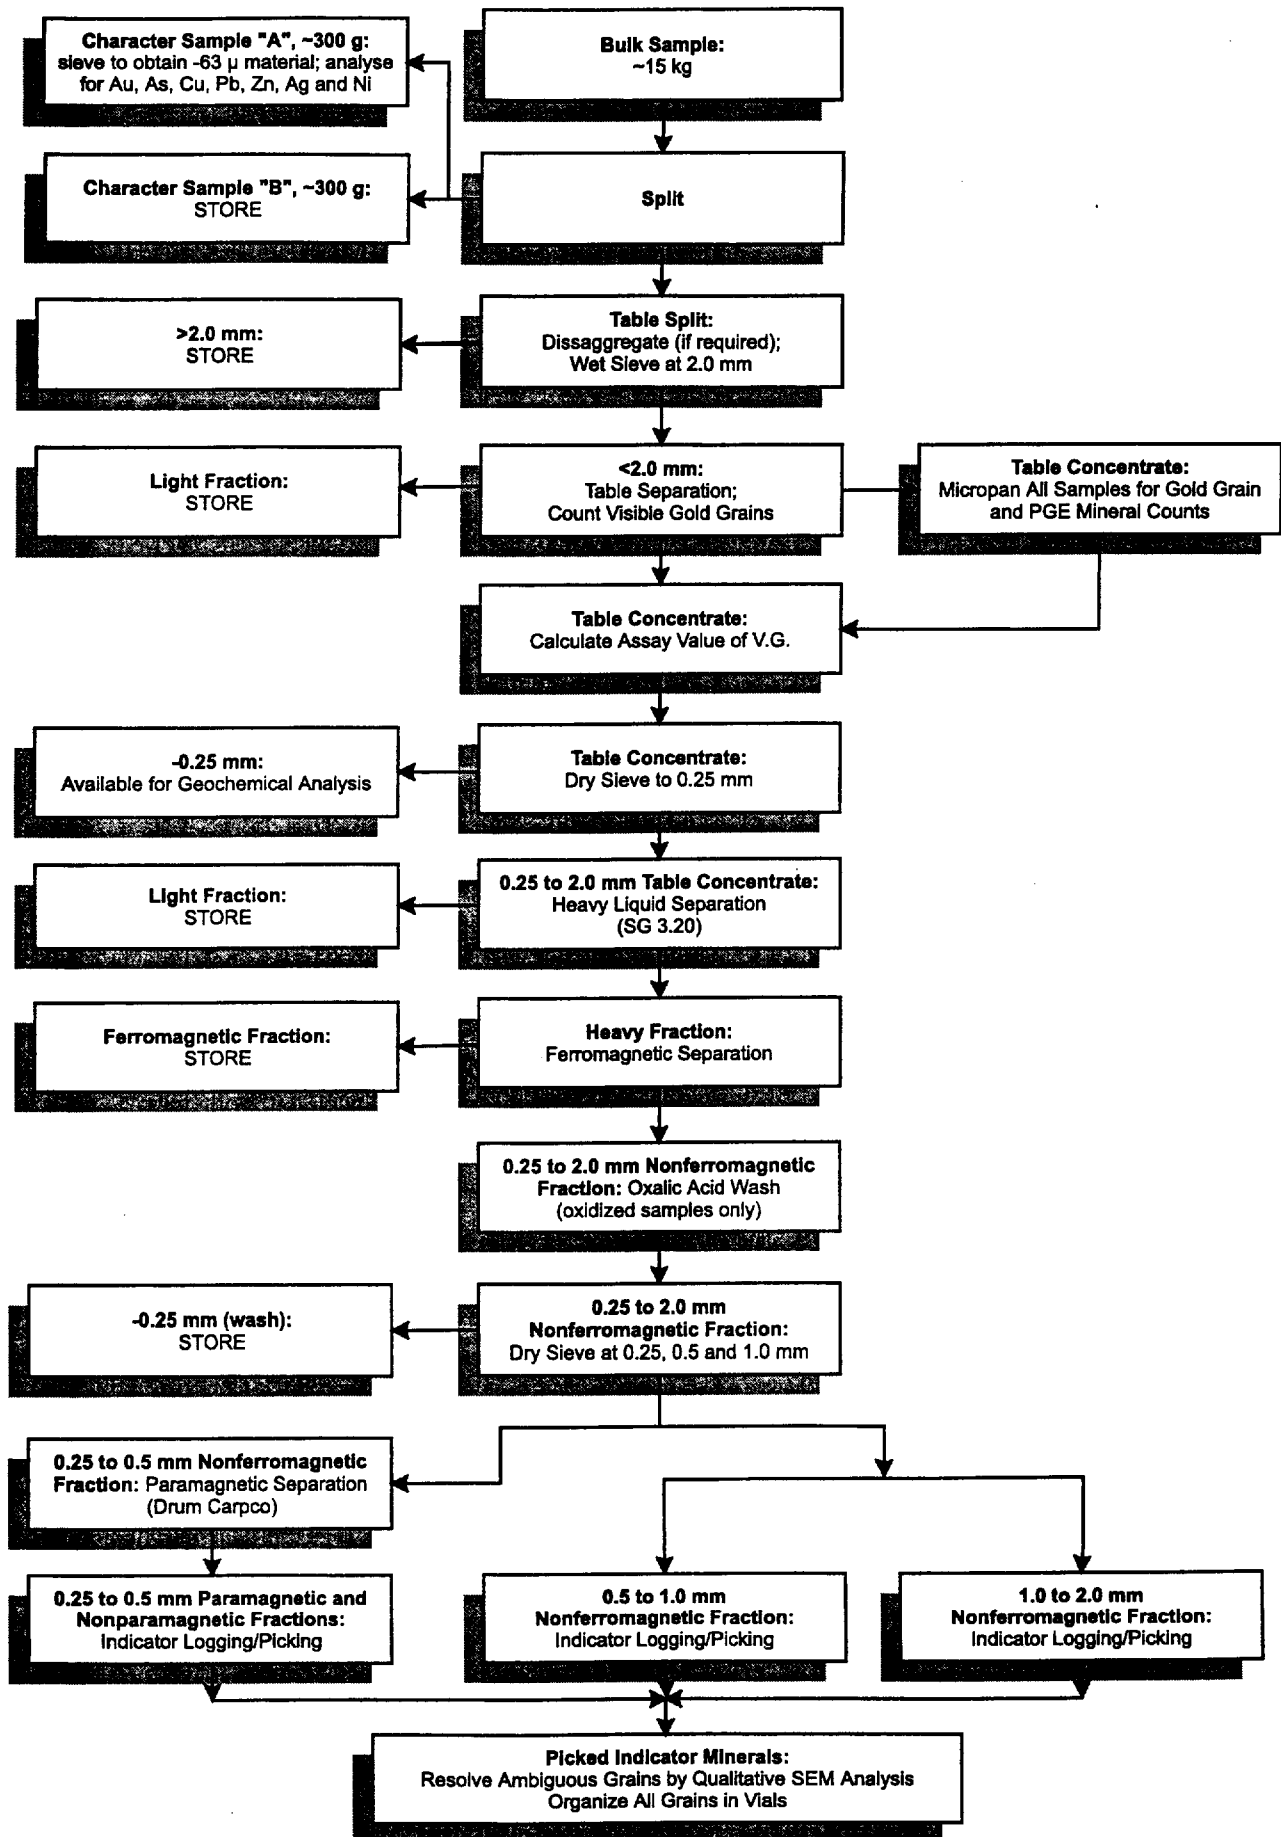 Character Sample "A", ~300 g:
sieve to obtain -63 µ material; analyse
for Au, As, Cu, Pb, Zn, Ag and Ni
Bulk Sample:
~15 kg
Character Sample "B", ~300 g:
STORE
Split
>2.0 mm:
STORE
Table Split:
Dissaggregate (if required);
Wet Sieve at 2.0 mm
Light Fraction:
STORE
<2.0 mm:
Table Separation;
Count Visible Gold Grains
Table Concentrate:
Micropan All Samples for Gold Grain
and PGE Mineral Counts
Table Concentrate:
Calculate Assay Value of V.G.
-0.25 mm:
Available for Geochemical Analysis
Table Concentrate:
Dry Sieve to 0.25 mm
Light Fraction:
STORE
0.25 to 2.0 mm Table Concentrate:
Heavy Liquid Separation
(SG 3.20)
Ferromagnetic Fraction:
STORE
Heavy Fraction:
Ferromagnetic Separation
0.25 to 2.0 mm Nonferromagnetic
Fraction: Oxalic Acid Wash
(oxidized samples only)
-0.25 mm (wash):
STORE
0.25 to 2.0 mm
Nonferromagnetic Fraction:
Dry Sieve at 0.25, 0.5 and 1.0 mm
0.25 to 0.5 mm Nonferromagnetic
Fraction: Paramagnetic Separation
(Drum Carpco)
0.25 to 0.5 mm Paramagnetic and
Nonparamagnetic Fractions:
Indicator Logging/Picking
0.5 to 1.0 mm
Nonferromagnetic Fraction:
Indicator Logging/Picking
1.0 to 2.0 mm
Nonferromagnetic Fraction:
Indicator Logging/Picking
Picked Indicator Minerals:
Resolve Ambiguous Grains by Qualitative SEM Analysis
Organize All Grains in Vials